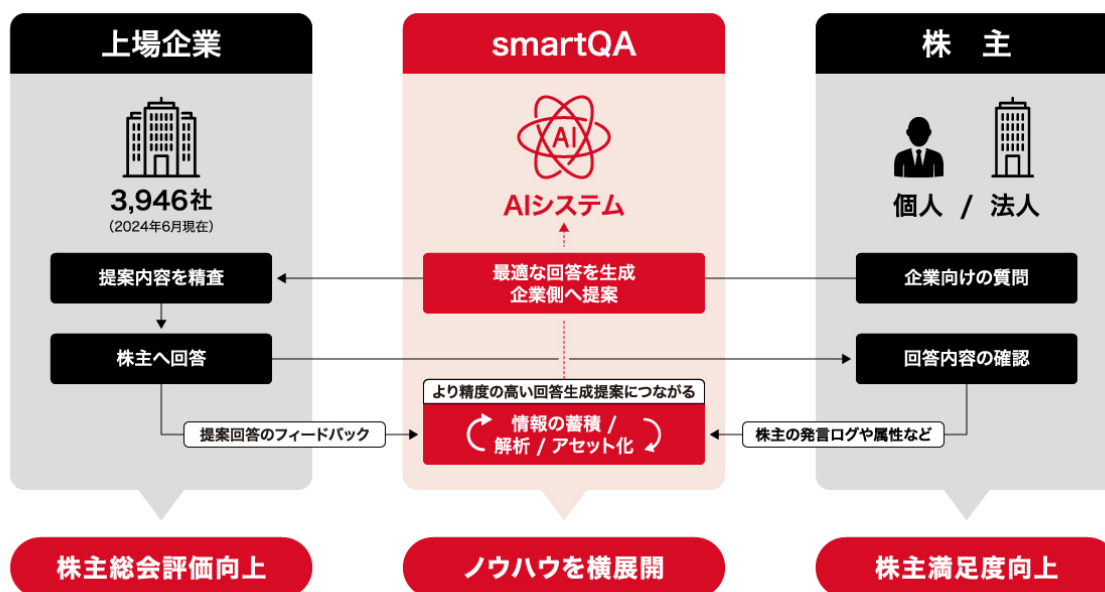 上場企業
smartQA
株 主
3,946社
(2024年6月現在)
AI
AIシステム
個人 / 法人
提案内容を精査
最適な回答を生成
企業側へ提案
企業向けの質問
株主へ回答
回答内容の確認
より精度の高い回答生成提案につながる
提案回答のフィードバック
情報の蓄積 /
解析 / アセット化
株主の発言ログや属性など
株主総会評価向上
ノウハウを横展開
株主満足度向上